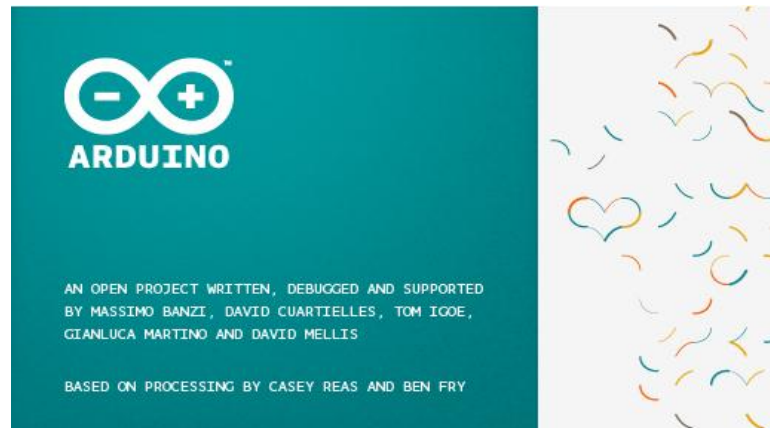 ARDUINO
AN OPEN PROJECT WRITTEN, DEBUGGED AND SUPPORTED
BY MASSIMO BANZI, DAVID CUARTIELLES, TOM IGOE,
GIANLUCA MARTINO AND DAVID MELLIS
BASED ON PROCESSING BY CASEY REAS AND BEN FRY